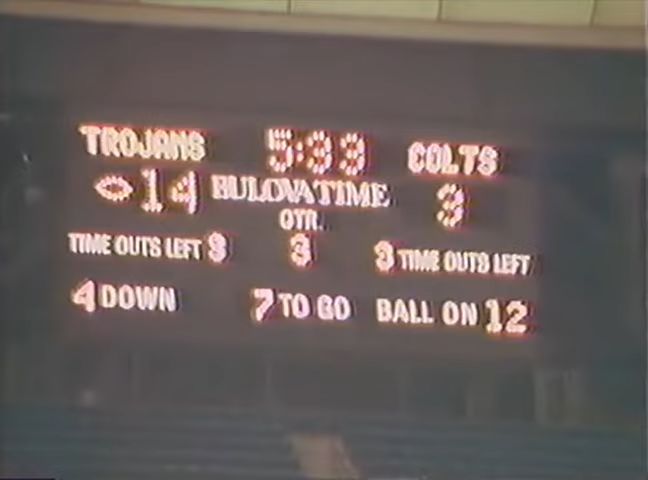 TROJANS 5:33 COLTS
14 BULOVA TIME 3
QTR.
TIME OUTS LEFT 3 3 3 TIME OUTS LEFT
4 DOWN 7 TO GO BALL ON 12